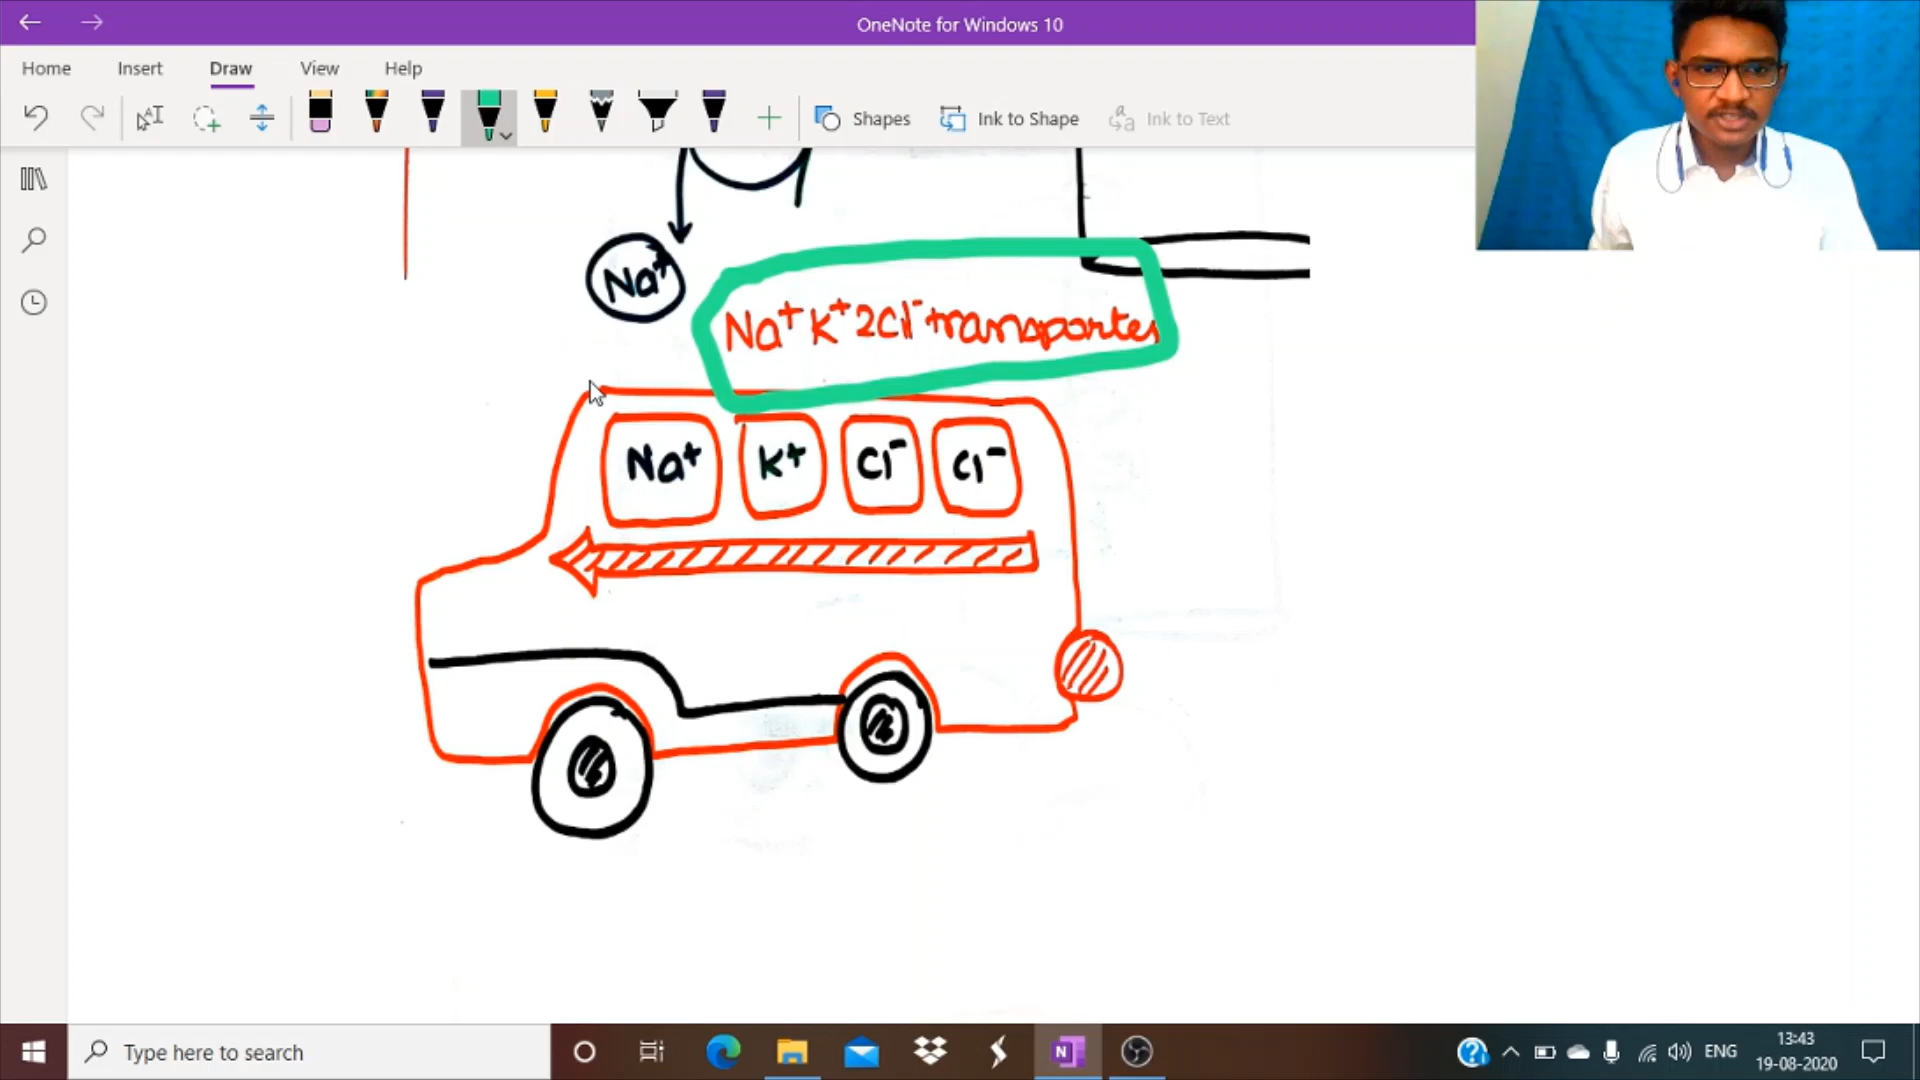 OneNote for Windows 10
Home Insert Draw View Help
Shapes Ink to Shape Ink to Text
Na+
Na+ K+ 2Cl- transporter
Na+ K+ Cl- Cl-
Type here to search
ENG
13:43
19-08-2020